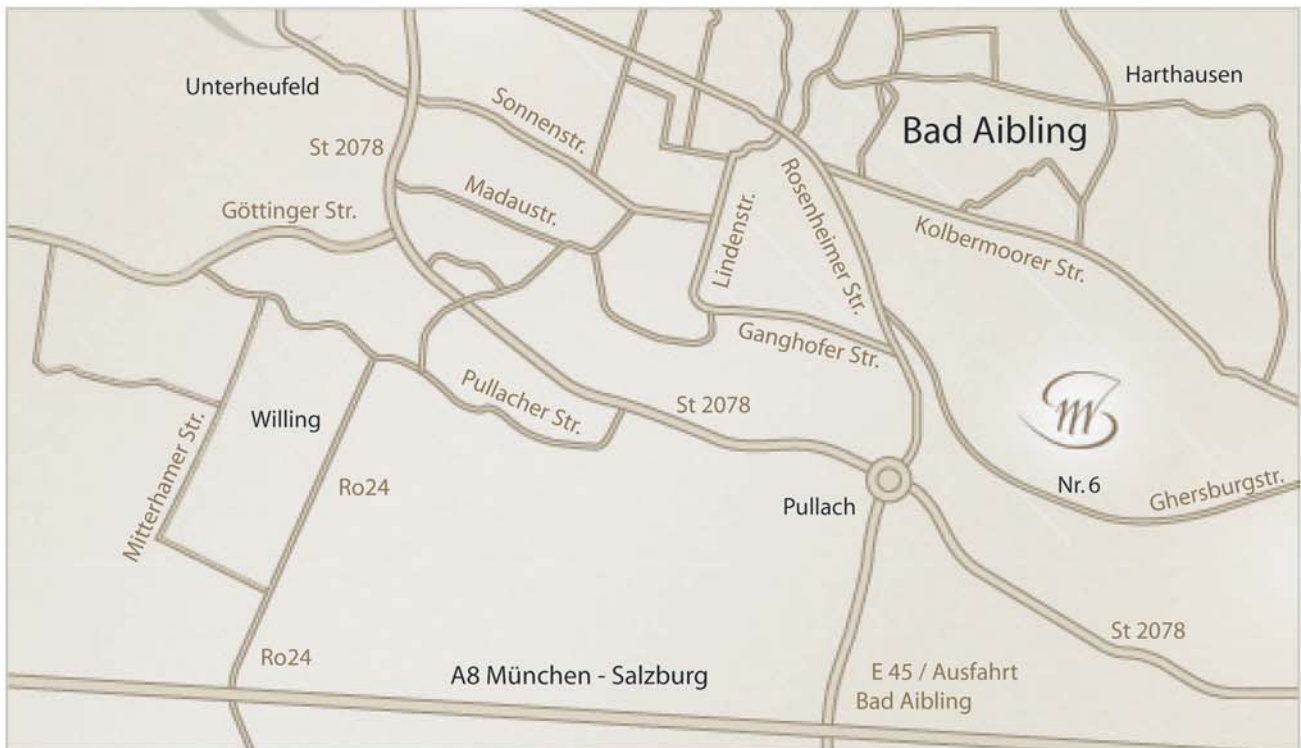 Unterheufeld
Harthausen
Sonnenstr.
Bad Aibling
St 2078
Madaustr.
Rosenheimer Str.
Göttinger Str.
Lindenstr.
Kolbermoorer Str.
Ganghofer Str.
Pullacher Str.
St 2078
Willing
Mitterhamer Str.
Ro24
Nr. 6
Ghersburgstr.
Pullach
St 2078
Ro24
A8 München - Salzburg
E 45 / Ausfahrt
Bad Aibling